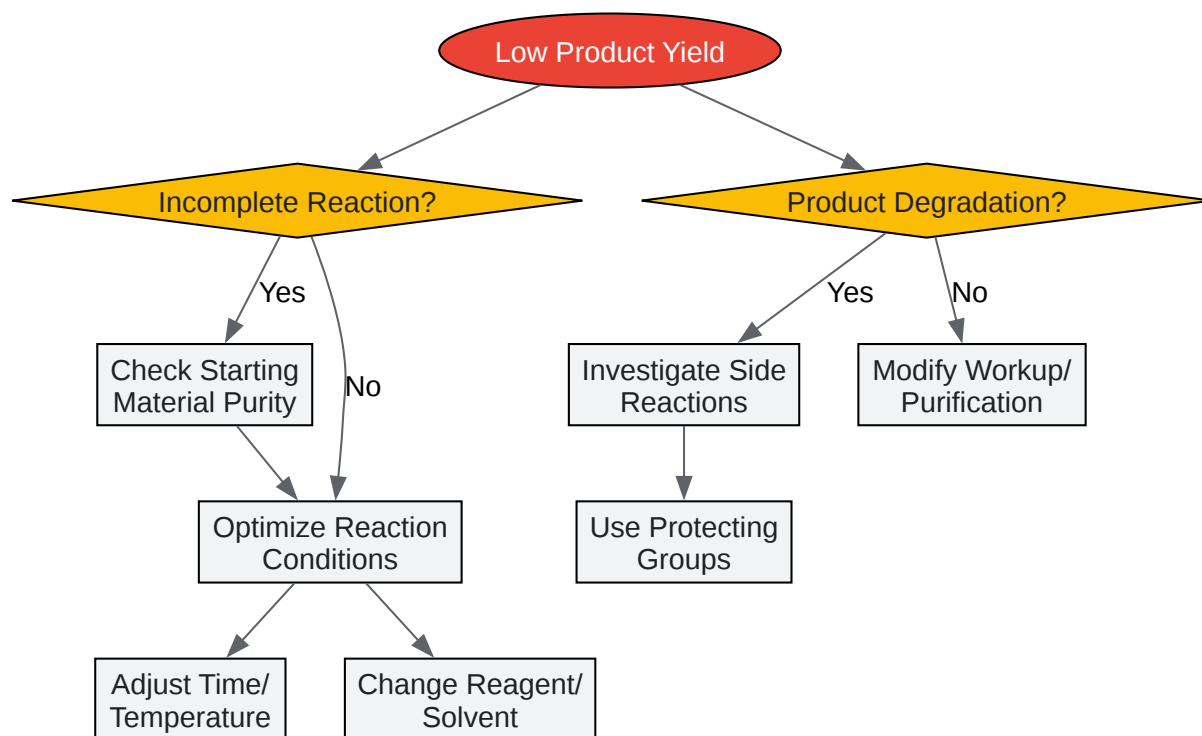 Low Product Yield
Incomplete Reaction?
Product Degradation?
Yes
Yes
No
Check Starting
Material Purity
No
Investigate Side
Reactions
Modify Workup/
Purification
Optimize Reaction
Conditions
Use Protecting
Groups
Adjust Time/
Temperature
Change Reagent/
Solvent